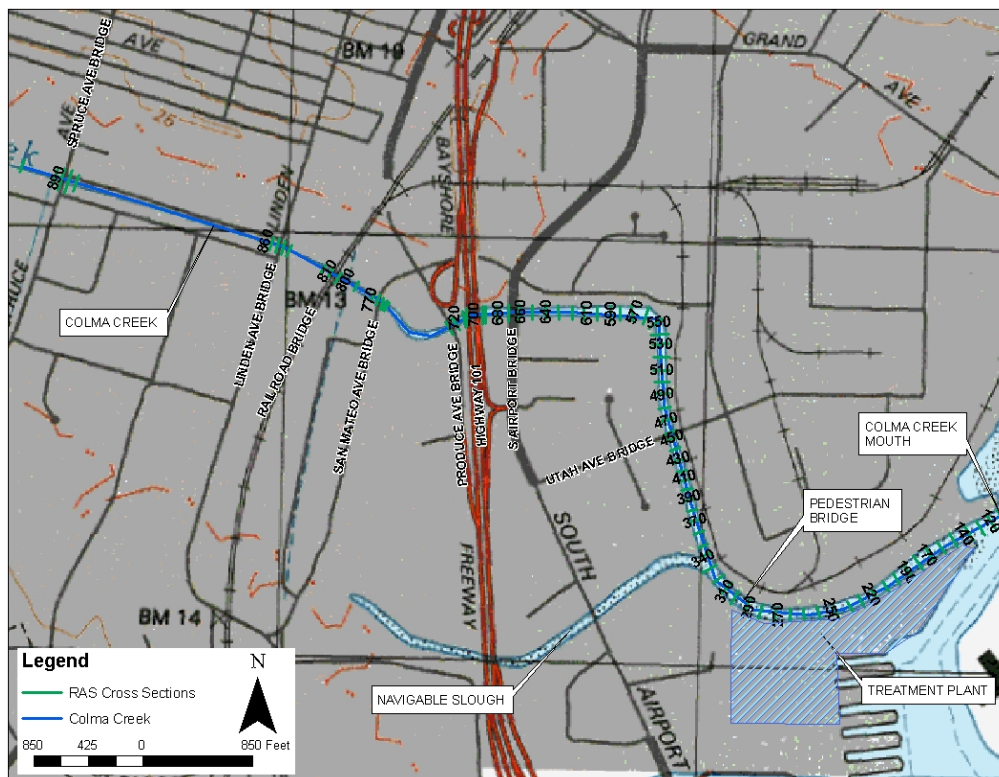 AVE
BM 10
GRAND
AVE
SPRUCE AVE BRIDGE
AVE
26
BAYSHORE
890
LINDEN
860
810
800
BM 13
770
720
700
680
660
640
610
590
570
550
530
510
490
470
450
430
410
390
370
340
COLMA CREEK
LINDEN AVE BRIDGE
RAILROAD BRIDGE
SAN MATEO AVE BRIDGE
PRODUCE AVE BRIDGE
HIGHWAY 101
S AIRPORT BRIDGE
UTAH AVE BRIDGE
COLMA CREEK
MOUTH
PEDESTRIAN
BRIDGE
140
170
190
220
250
SOUTH
FREEWAY
BM 14
NAVIGABLE SLOUGH
TREATMENT PLANT
AIRPORT
Legend
N
RAS Cross Sections
Colma Creek
850 425 0 850 Feet